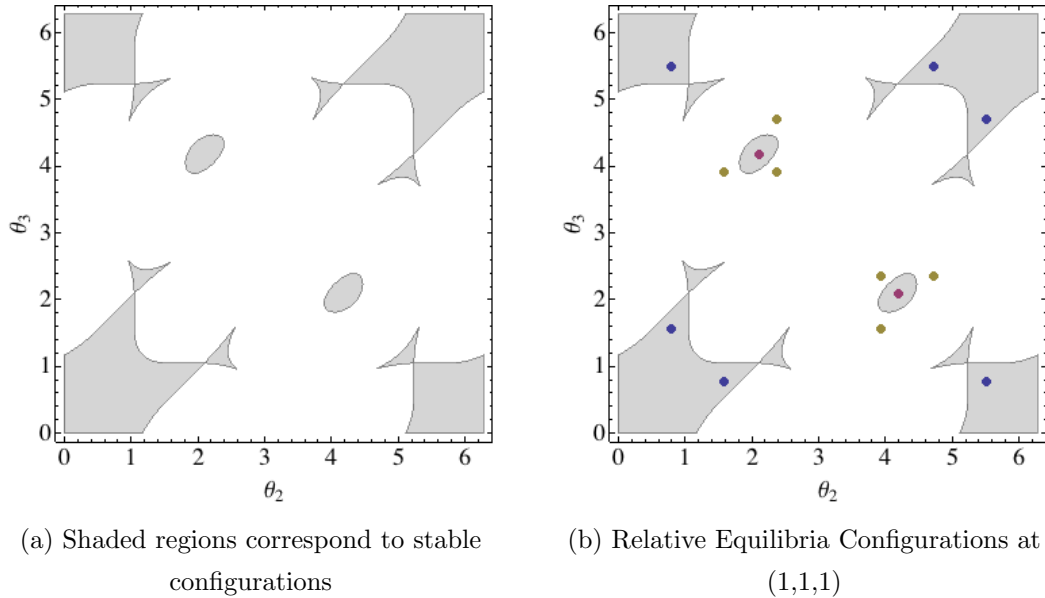 6
5
4
3
2
1
0
θ₃
0 1 2 3 4 5 6
θ₂
(a) Shaded regions correspond to stable
configurations
6
5
4
3
2
1
0
θ₃
0 1 2 3 4 5 6
θ₂
(b) Relative Equilibria Configurations at
(1,1,1)